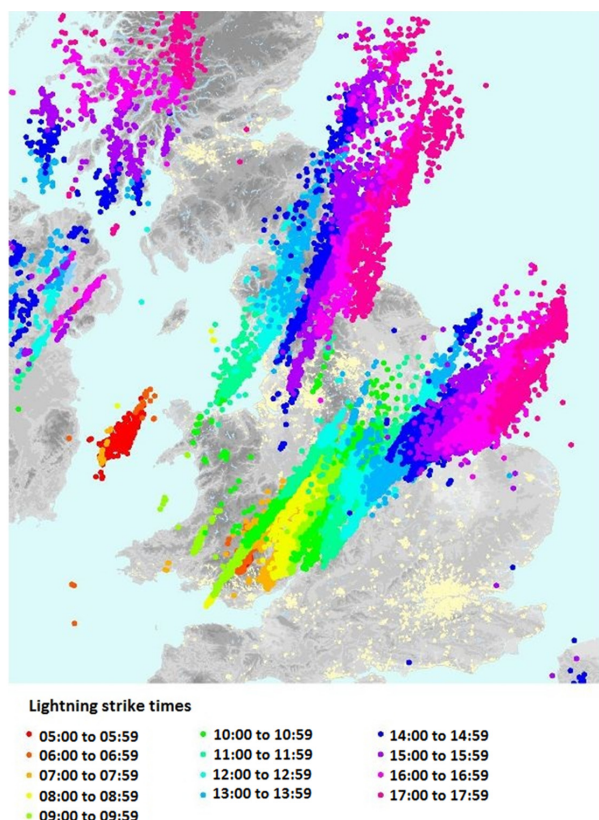 Lightning strike times
05:00 to 05:59
06:00 to 06:59
07:00 to 07:59
08:00 to 08:59
09:00 to 09:59
10:00 to 10:59
11:00 to 11:59
12:00 to 12:59
13:00 to 13:59
14:00 to 14:59
15:00 to 15:59
16:00 to 16:59
17:00 to 17:59